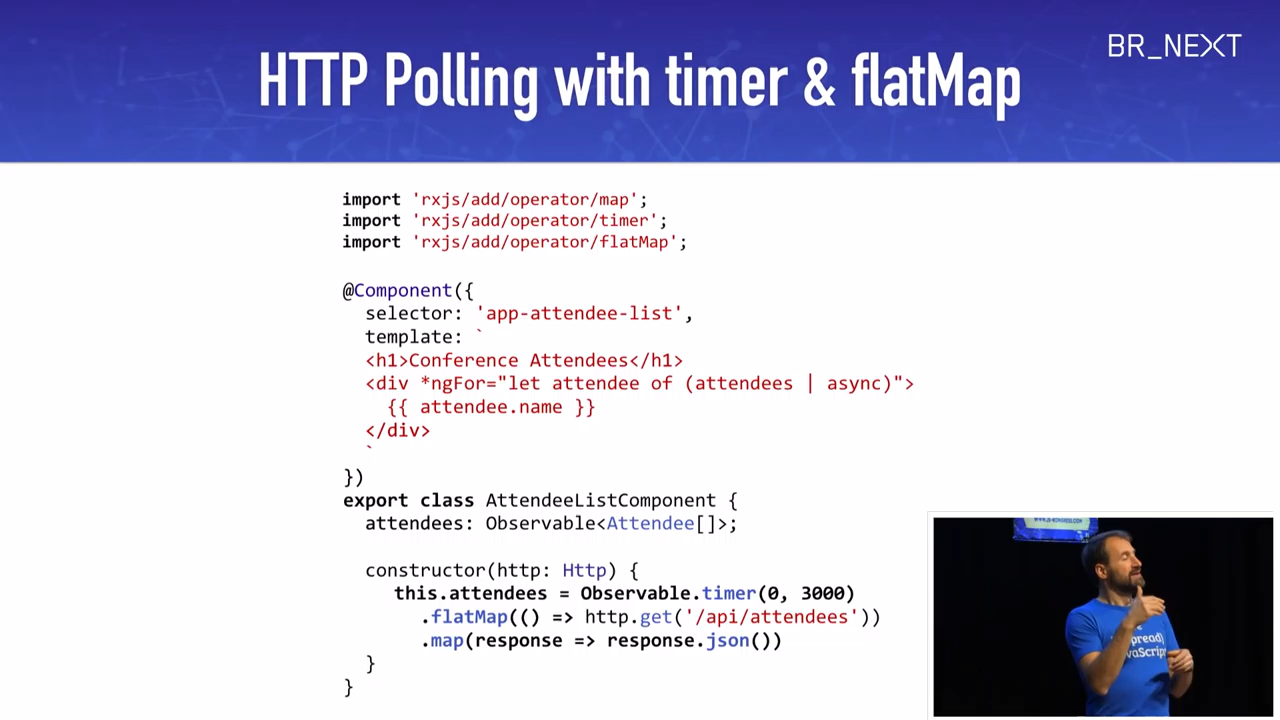 BR_NEXT
HTTP Polling with timer & flatMap
import 'rxjs/add/operator/map';
import 'rxjs/add/operator/timer';
import 'rxjs/add/operator/flatMap';
@Component({
selector: 'app-attendee-list',
template: `
<h1>Conference Attendees</h1>
<div *ngFor="let attendee of (attendees | async)">
{{ attendee.name }}
</div>
`
})
export class AttendeeListComponent {
attendees: Observable<Attendee[]>;
constructor(http: Http) {
this.attendees = Observable.timer(0, 3000)
.flatMap(() => http.get('/api/attendees'))
.map(response => response.json())
}
}
pread)
vaScrip